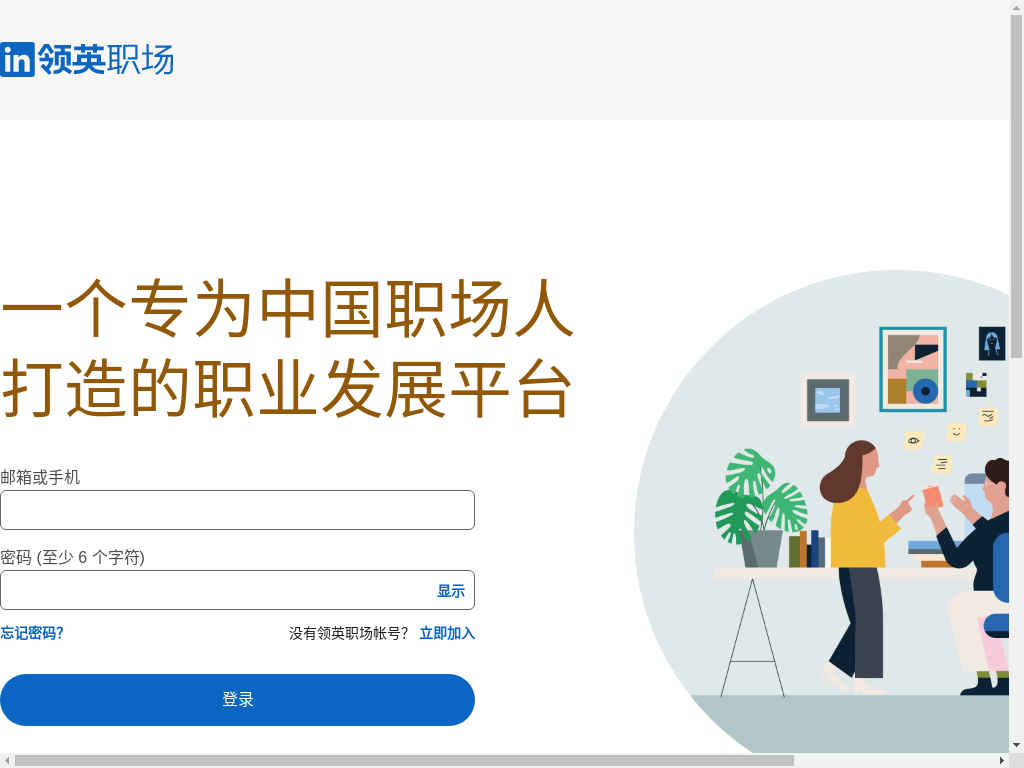 in领英职场
一个专为中国职场人
打造的职业发展平台
邮箱或手机
密码 (至少 6 个字符)
显示
忘记密码？ 没有领英职场帐号？ 立即加入
登录